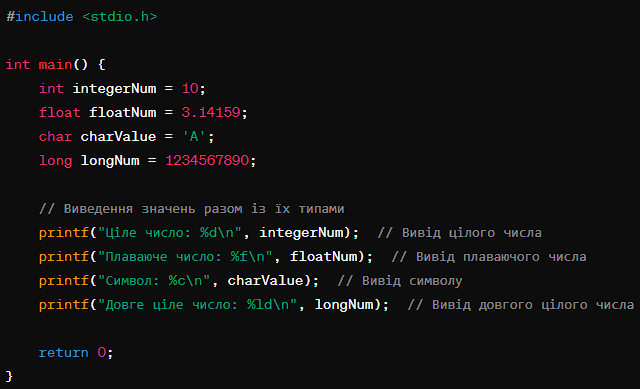 #include <stdio.h>
int main() {
    int integerNum = 10;
    float floatNum = 3.14159;
    char charValue = 'A';
    long longNum = 1234567890;
    // Виведення значень разом із їх типами
    printf("Ціле число: %d\n", integerNum);  // Вивід цілого числа
    printf("Плаваюче число: %f\n", floatNum);  // Вивід плаваючого числа
    printf("Символ: %c\n", charValue);  // Вивід символу
    printf("Довге ціле число: %ld\n", longNum);  // Вивід довгого цілого числа
    return 0;
}